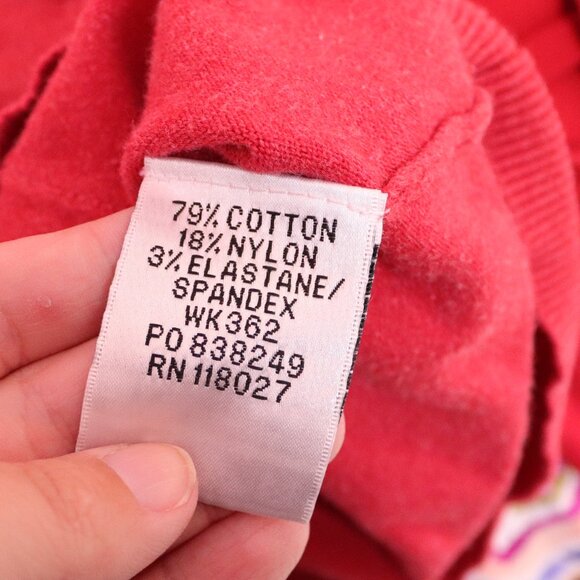 79% COTTON
18% NYLON
3% ELASTANE/
SPANDEX
WK362
PO 838249
RN 118027